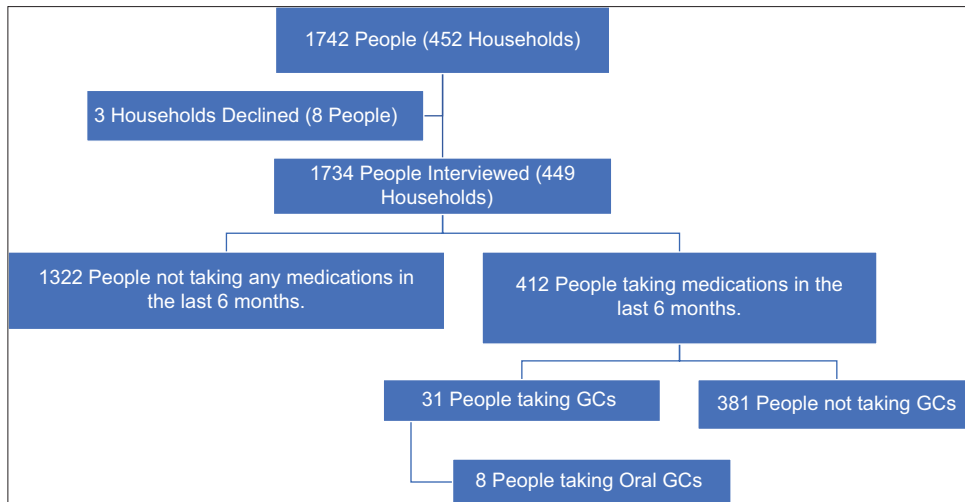 1742 People (452 Households)
3 Households Declined (8 People)
1734 People Interviewed (449
Households)
1322 People not taking any medications in
the last 6 months.
412 People taking medications in the
last 6 months.
31 People taking GCs
381 People not taking GCs
8 People taking Oral GCs